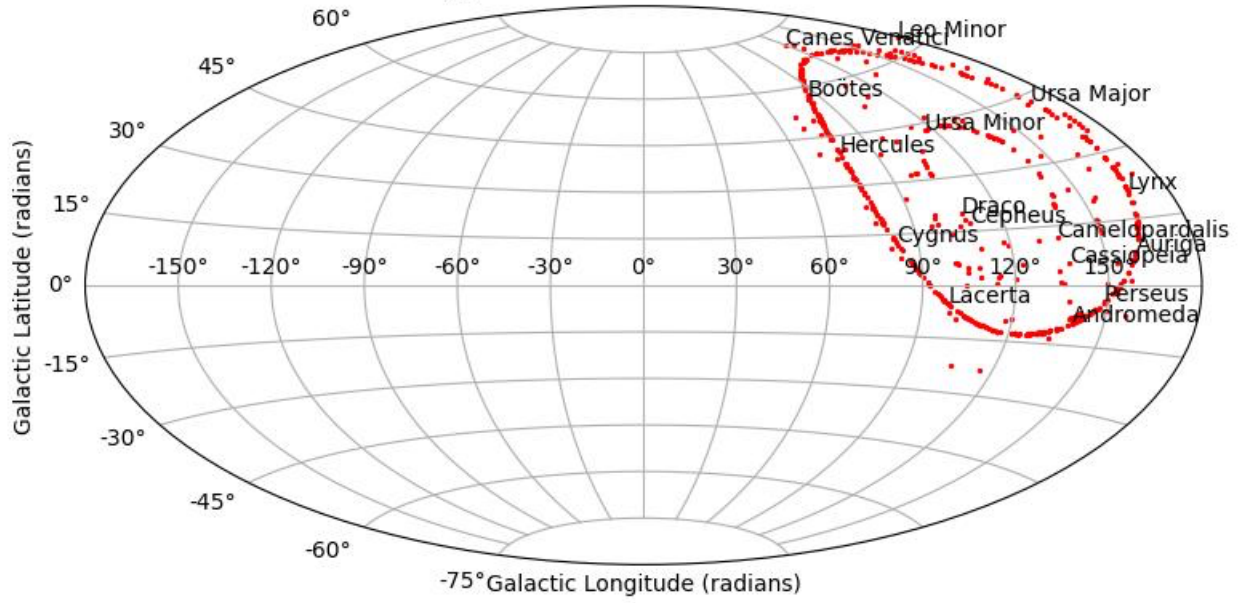 60°
45°
30°
15°
0°
-15°
-30°
-45°
-60°
-75°
Galactic Latitude (radians)
Galactic Longitude (radians)
-150° -120° -90° -60° -30° 0° 30° 60° 90° 120° 150°
Leo Minor
Canes Venatici
Boötes
Ursa Major
Ursa Minor
Hercules
Lynx
Draco
Cepheus
Cygnus
Camelopardalis
Auriga
Cassiopeia
Lacerta
Perseus
Andromeda